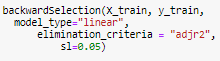 backwardSelection(X_train, y_train,
model_type="linear",
elimination_criteria = "adjr2",
sl=0.05)